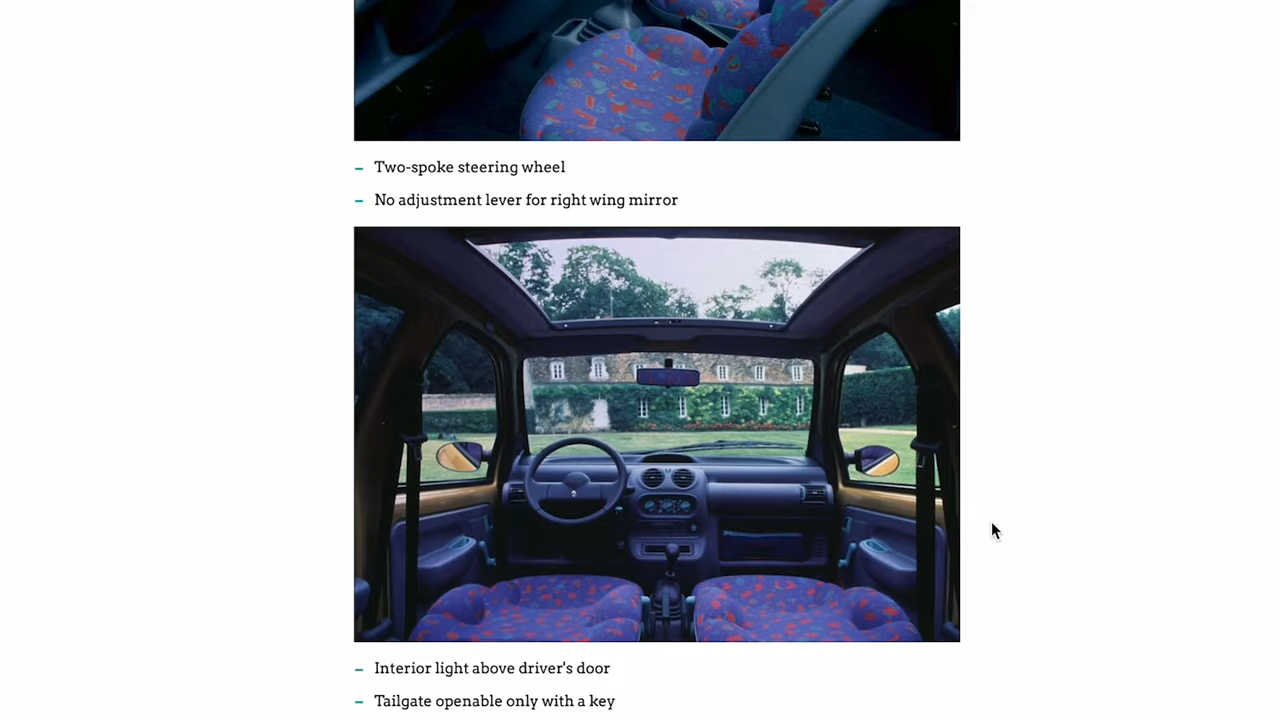 – Two-spoke steering wheel
– No adjustment lever for right wing mirror
– Interior light above driver's door
– Tailgate openable only with a key